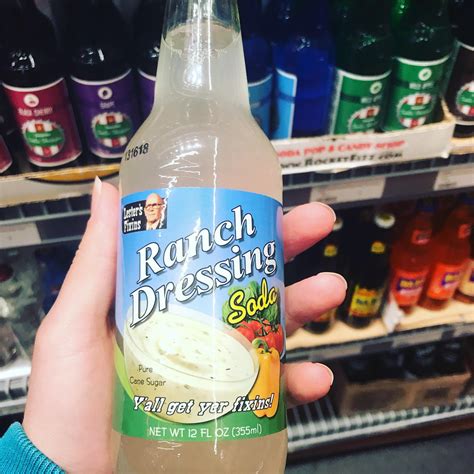 131618
Lester's
Fixins
Ranch
Dressing
Soda
Pure
Cane Sugar
Y'all get yer fixins!
NET WT 12 FL OZ (355ml)
SODA POP & CANDY SHOP
www.RocketFizz.com